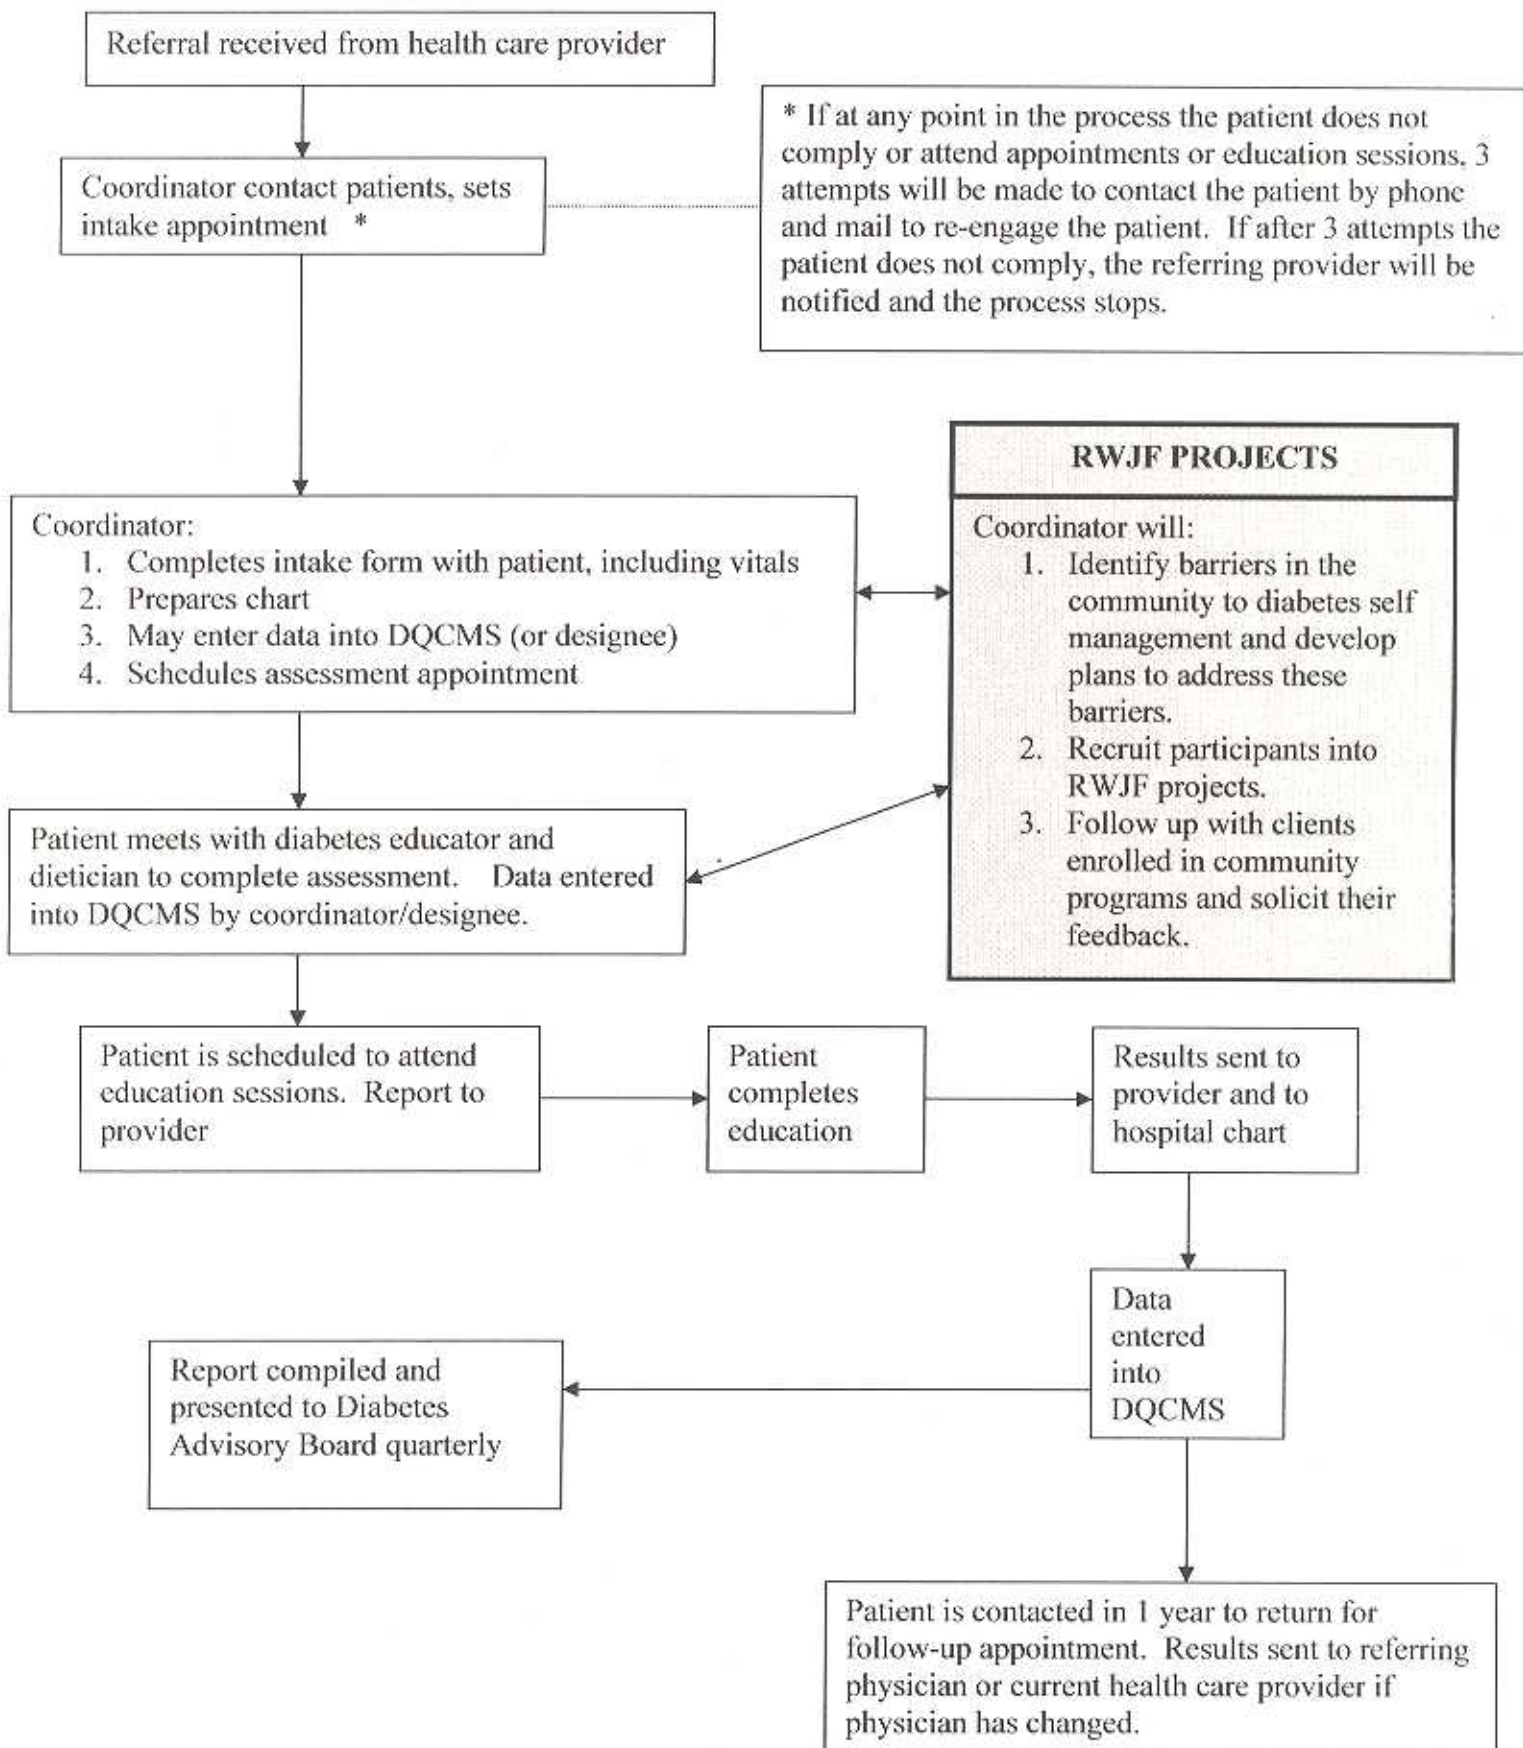 Referral received from health care provider
* If at any point in the process the patient does not
comply or attend appointments or education sessions, 3
attempts will be made to contact the patient by phone
and mail to re-engage the patient. If after 3 attempts the
patient does not comply, the referring provider will be
notified and the process stops.
Coordinator contact patients, sets
intake appointment *
RWJF PROJECTS
Coordinator will:
1. Identify barriers in the
community to diabetes self
management and develop
plans to address these
barriers.
2. Recruit participants into
RWJF projects.
3. Follow up with clients
enrolled in community
programs and solicit their
feedback.
Coordinator:
1. Completes intake form with patient, including vitals
2. Prepares chart
3. May enter data into DQCMS (or designee)
4. Schedules assessment appointment
Patient meets with diabetes educator and
dietician to complete assessment. Data entered
into DQCMS by coordinator/designee.
Patient is scheduled to attend
education sessions. Report to
provider
Patient
completes
education
Results sent to
provider and to
hospital chart
Data
entered
into
DQCMS
Report compiled and
presented to Diabetes
Advisory Board quarterly
Patient is contacted in 1 year to return for
follow-up appointment. Results sent to referring
physician or current health care provider if
physician has changed.